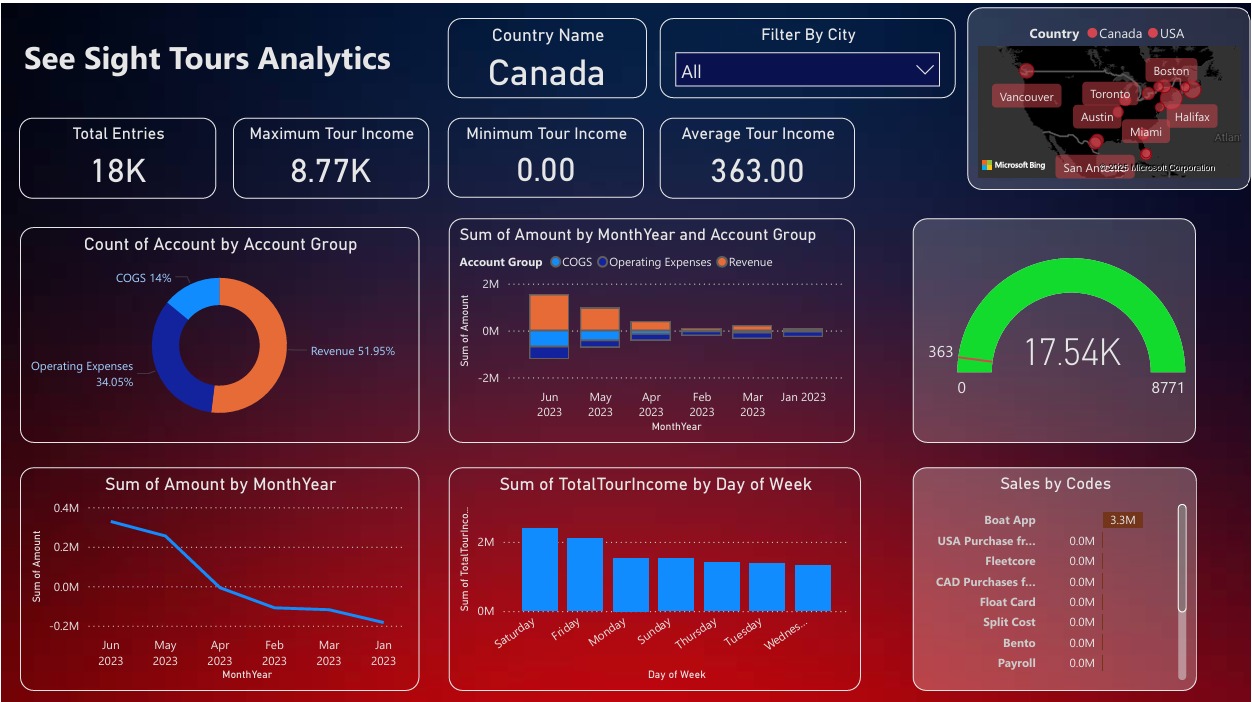 See Sight Tours Analytics
Country Name
Canada
Filter By City
All
Country Canada USA
Boston
Vancouver
Toronto
Austin
Halifax
Miami
Atlant
Microsoft Bing
San An
Microsoft Corporation
Total Entries
18K
Maximum Tour Income
8.77K
Minimum Tour Income
0.00
Average Tour Income
363.00
Count of Account by Account Group
COGS 14%
Operating Expenses
34.05%
Revenue 51.95%
Sum of Amount by MonthYear and Account Group
Account Group COGS Operating Expenses Revenue
Sum of Amount
2M
0M
-2M
Jun 2023
May 2023
Apr 2023
Feb 2023
Mar 2023
Jan 2023
MonthYear
363
17.54K
0
8771
Sum of Amount by MonthYear
Sum of Amount
0.4M
0.2M
0.0M
-0.2M
Jun 2023
May 2023
Apr 2023
Feb 2023
Mar 2023
Jan 2023
MonthYear
Sum of TotalTourIncome by Day of Week
Sum of TotalTourInco...
2M
0M
Saturday
Friday
Monday
Sunday
Thursday
Tuesday
Wednes...
Day of Week
Sales by Codes
Boat App 3.3M
USA Purchase fr... 0.0M
Fleetcore 0.0M
CAD Purchases f... 0.0M
Float Card 0.0M
Split Cost 0.0M
Bento 0.0M
Payroll 0.0M